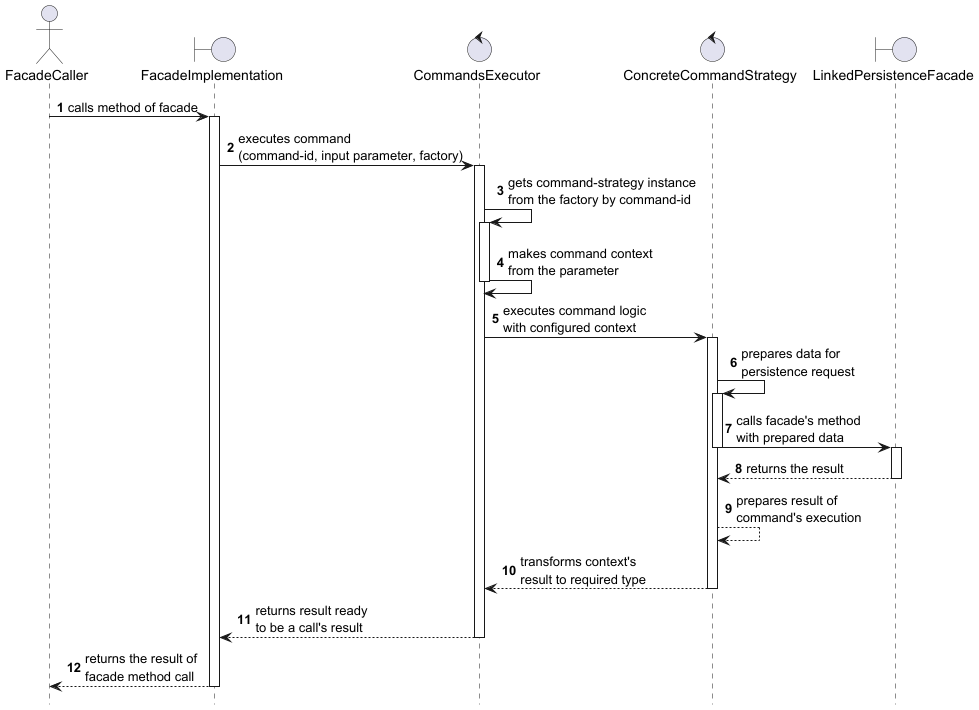 FacadeCaller
FacadeImplementation
CommandsExecutor
ConcreteCommandStrategy
LinkedPersistenceFacade
1 calls method of facade
2 executes command
(command-id, input parameter, factory)
3 gets command-strategy instance
from the factory by command-id
4 makes command context
from the parameter
5 executes command logic
with configured context
6 prepares data for
persistence request
7 calls facade's method
with prepared data
8 returns the result
9 prepares result of
command's execution
10 transforms context's
result to required type
11 returns result ready
to be a call's result
12 returns the result of
facade method call